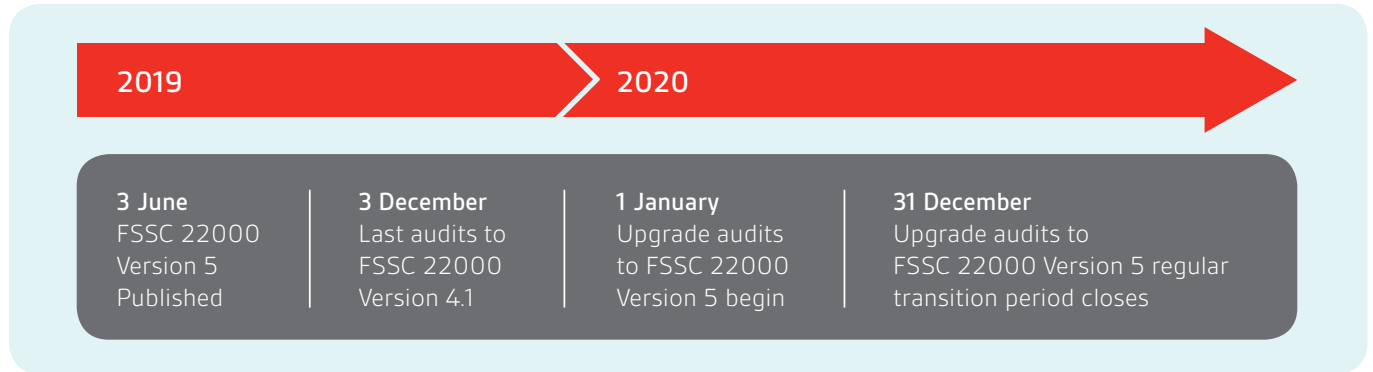 2019
2020
3 June
FSSC 22000
Version 5
Published
3 December
Last audits to
FSSC 22000
Version 4.1
1 January
Upgrade audits
to FSSC 22000
Version 5 begin
31 December
Upgrade audits to
FSSC 22000 Version 5 regular
transition period closes